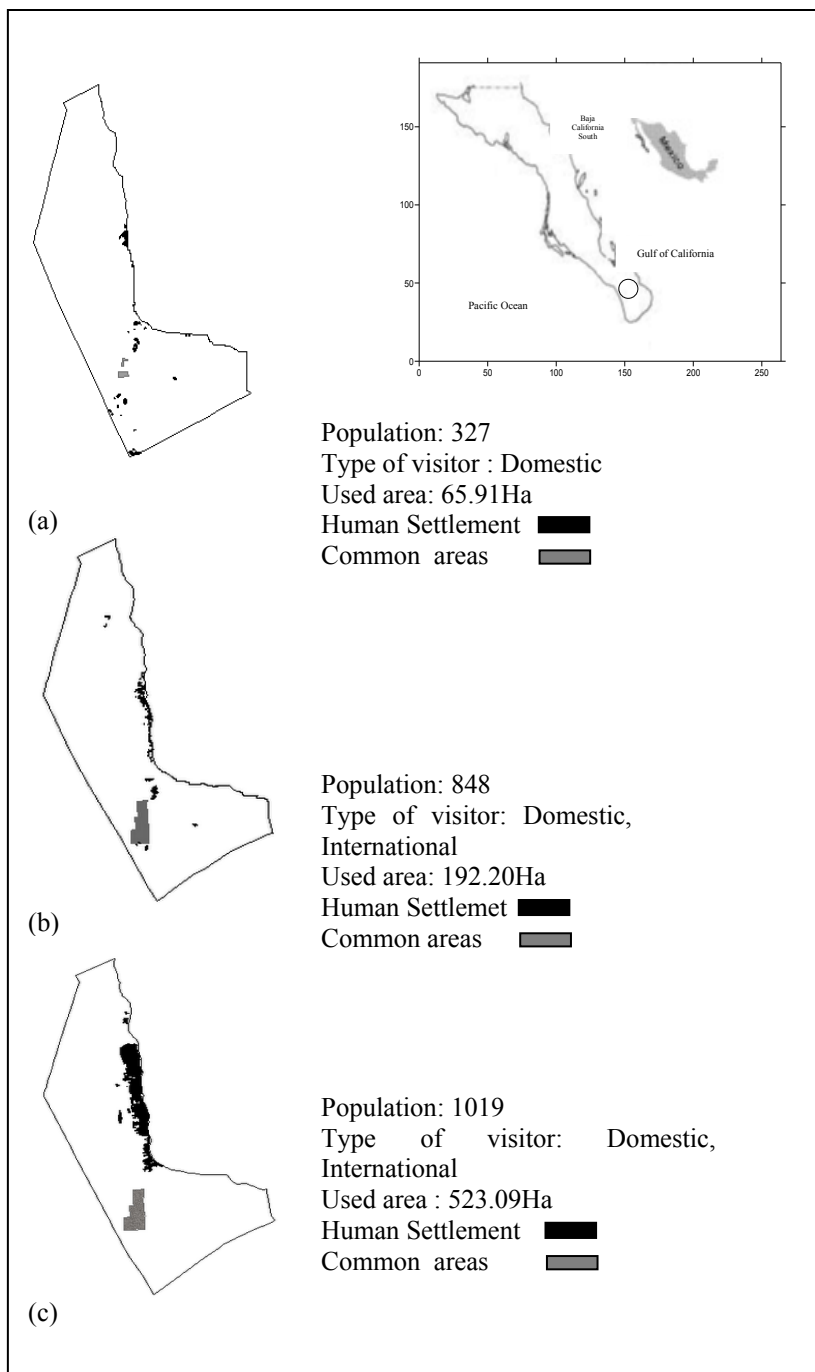 150
100
50
0
0
50
100
150
200
250
Baja
California
South
Mexico
Gulf of California
Pacific Ocean
Population: 327
Type of visitor : Domestic
Used area: 65.91Ha
Human Settlement
Common areas
(a)
Population: 848
Type of visitor: Domestic,
International
Used area: 192.20Ha
Human Settlemet
Common areas
(b)
Population: 1019
Type of visitor: Domestic,
International
Used area : 523.09Ha
Human Settlement
Common areas
(c)